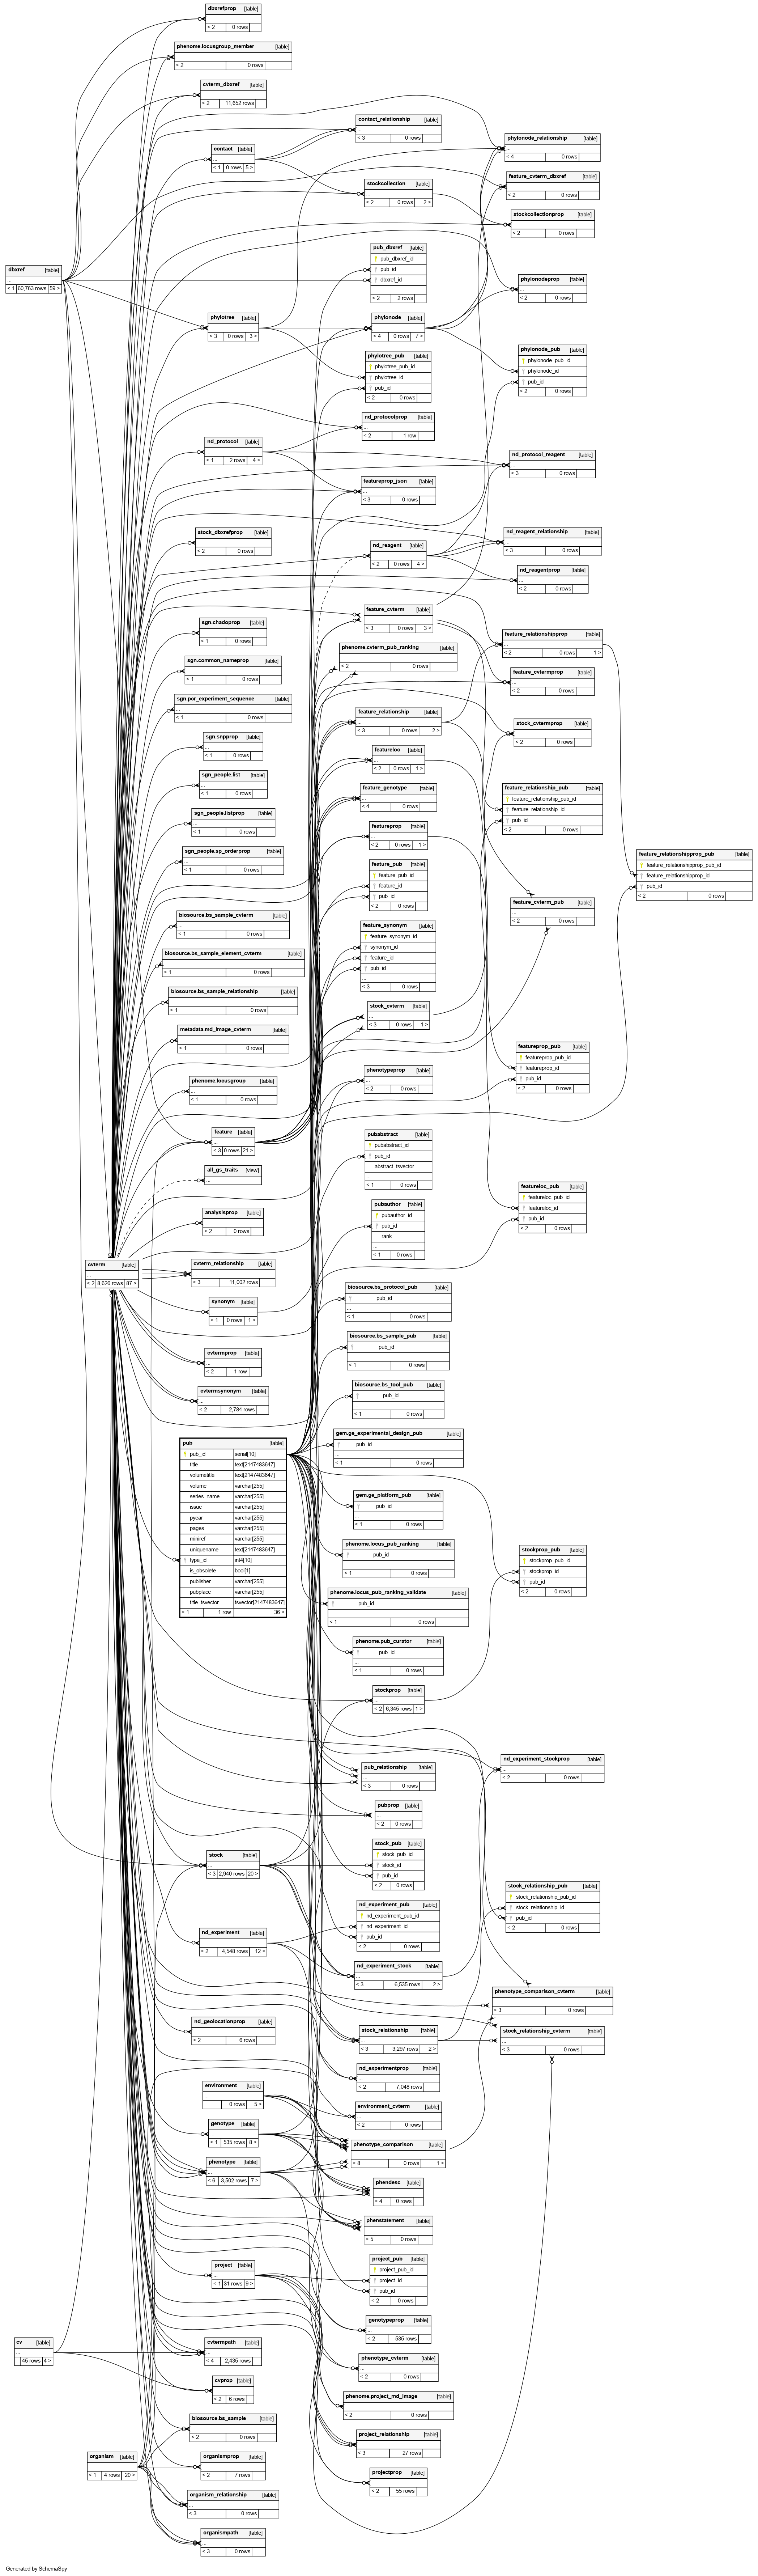 dbxrefprop [table]
...
< 2 0 rows
phenome.locusgroup_member [table]
...
< 2 0 rows
cvterm_dbxref [table]
...
< 2 11,652 rows
contact_relationship [table]
...
< 3 0 rows
phylonode_relationship [table]
...
< 4 0 rows
contact [table]
...
< 1 0 rows 5 >
feature_cvterm_dbxref [table]
...
< 2 0 rows
stockcollection [table]
...
< 2 0 rows 2 >
stockcollectionprop [table]
...
< 2 0 rows
dbxref [table]
...
< 1 60,763 rows 59 >
pub_dbxref [table]
pub_dbxref_id
pub_id
dbxref_id
...
< 2 2 rows
phylonodeprop [table]
...
< 2 0 rows
phylotree [table]
...
< 3 0 rows 3 >
phylonode [table]
...
< 4 0 rows 7 >
phylotree_pub [table]
phylotree_pub_id
phylotree_id
pub_id
< 2 0 rows
phylonode_pub [table]
phylonode_pub_id
phylonode_id
pub_id
< 2 0 rows
nd_protocolprop [table]
...
< 2 1 row
nd_protocol [table]
...
< 1 2 rows 4 >
nd_protocol_reagent [table]
...
< 3 0 rows
featureprop_json [table]
...
< 3 0 rows
stock_dbxrefprop [table]
...
< 2 0 rows
nd_reagent_relationship [table]
...
< 3 0 rows
nd_reagent [table]
...
< 2 0 rows 4 >
nd_reagentprop [table]
...
< 2 0 rows
sgn.chadoprop [table]
...
< 1 0 rows
feature_cvterm [table]
...
< 3 0 rows 3 >
feature_relationshipprop [table]
...
< 2 0 rows 1 >
sgn.common_nameprop [table]
...
< 1 0 rows
phenome.cvterm_pub_ranking [table]
...
< 2 0 rows
feature_cvtermprop [table]
...
< 2 0 rows
sgn.pcr_experiment_sequence [table]
...
< 1 0 rows
feature_relationship [table]
...
< 3 0 rows 2 >
stock_cvtermprop [table]
...
< 2 0 rows
sgn.snpprop [table]
...
< 1 0 rows
featureloc [table]
...
< 2 0 rows 1 >
sgn_people.list [table]
...
< 1 0 rows
feature_genotype [table]
...
< 4 0 rows
feature_relationship_pub [table]
feature_relationship_pub_id
feature_relationship_id
pub_id
< 2 0 rows
sgn_people.listprop [table]
...
< 1 0 rows
featureprop [table]
...
< 2 0 rows 1 >
sgn_people.sp_orderprop [table]
...
< 1 0 rows
feature_pub [table]
feature_pub_id
feature_id
pub_id
< 2 0 rows
feature_relationshipprop_pub [table]
feature_relationshipprop_pub_id
feature_relationshipprop_id
pub_id
< 2 0 rows
feature_cvterm_pub [table]
...
< 2 0 rows
biosource.bs_sample_cvterm [table]
...
< 1 0 rows
feature_synonym [table]
feature_synonym_id
synonym_id
feature_id
pub_id
...
< 3 0 rows
biosource.bs_sample_element_cvterm [table]
...
< 1 0 rows
biosource.bs_sample_relationship [table]
...
< 1 0 rows
stock_cvterm [table]
...
< 3 0 rows 1 >
metadata.md_image_cvterm [table]
...
< 1 0 rows
featureprop_pub [table]
featureprop_pub_id
featureprop_id
pub_id
< 2 0 rows
phenome.locusgroup [table]
...
< 1 0 rows
phenotypeprop [table]
...
< 2 0 rows
feature [table]
...
< 3 0 rows 21 >
pubabstract [table]
pubabstract_id
pub_id
abstract_tsvector
...
< 1 0 rows
all_gs_traits [view]
...
featureloc_pub [table]
featureloc_pub_id
featureloc_id
pub_id
< 2 0 rows
analysisprop [table]
...
< 2 0 rows
pubauthor [table]
pubauthor_id
pub_id
rank
...
< 1 0 rows
cvterm [table]
...
< 2 8,626 rows 87 >
cvterm_relationship [table]
...
< 3 11,002 rows
synonym [table]
...
< 1 0 rows 1 >
biosource.bs_protocol_pub [table]
pub_id
...
< 1 0 rows
cvtermprop [table]
...
< 2 1 row
biosource.bs_sample_pub [table]
pub_id
...
< 1 0 rows
cvtermsynonym [table]
...
< 2 2,784 rows
biosource.bs_tool_pub [table]
pub_id
...
< 1 0 rows
pub [table]
pub_id serial[10]
title text[2147483647]
volumetitle text[2147483647]
volume varchar[255]
series_name varchar[255]
issue varchar[255]
pyear varchar[255]
pages varchar[255]
miniref varchar[255]
uniquename text[2147483647]
type_id int4[10]
is_obsolete bool[1]
publisher varchar[255]
pubplace varchar[255]
title_tsvector tsvector[2147483647]
< 1 1 row 36 >
gem.ge_experimental_design_pub [table]
pub_id
...
< 1 0 rows
gem.ge_platform_pub [table]
pub_id
...
< 1 0 rows
phenome.locus_pub_ranking [table]
pub_id
...
< 1 0 rows
stockprop_pub [table]
stockprop_pub_id
stockprop_id
pub_id
< 2 0 rows
phenome.locus_pub_ranking_validate [table]
pub_id
...
< 1 0 rows
phenome.pub_curator [table]
pub_id
...
< 1 0 rows
stockprop [table]
...
< 2 6,345 rows 1 >
pub_relationship [table]
...
< 3 0 rows
nd_experiment_stockprop [table]
...
< 2 0 rows
pubprop [table]
...
< 2 0 rows
stock [table]
...
< 3 2,940 rows 20 >
stock_pub [table]
stock_pub_id
stock_id
pub_id
< 2 0 rows
stock_relationship_pub [table]
stock_relationship_pub_id
stock_relationship_id
pub_id
< 2 0 rows
nd_experiment_pub [table]
nd_experiment_pub_id
nd_experiment_id
pub_id
< 2 0 rows
nd_experiment [table]
...
< 2 4,548 rows 12 >
nd_experiment_stock [table]
...
< 3 6,535 rows 2 >
phenotype_comparison_cvterm [table]
...
< 3 0 rows
nd_geolocationprop [table]
...
< 2 6 rows
stock_relationship [table]
...
< 3 3,297 rows 2 >
stock_relationship_cvterm [table]
...
< 3 0 rows
nd_experimentprop [table]
...
< 2 7,048 rows
environment [table]
...
0 rows 5 >
environment_cvterm [table]
...
< 2 0 rows
genotype [table]
...
< 1 535 rows 8 >
phenotype_comparison [table]
...
< 8 0 rows 1 >
phenotype [table]
...
< 6 3,502 rows 7 >
phendesc [table]
...
< 4 0 rows
phenstatement [table]
...
< 5 0 rows
project [table]
...
< 1 31 rows 9 >
project_pub [table]
project_pub_id
project_id
pub_id
< 2 0 rows
genotypeprop [table]
...
< 2 535 rows
cv [table]
...
45 rows 4 >
cvtermpath [table]
...
< 4 2,435 rows
phenotype_cvterm [table]
...
< 2 0 rows
cvprop [table]
...
< 2 6 rows
phenome.project_md_image [table]
...
< 2 0 rows
biosource.bs_sample [table]
...
< 2 0 rows
project_relationship [table]
...
< 3 27 rows
organism [table]
...
< 1 4 rows 20 >
organismprop [table]
...
< 2 7 rows
projectprop [table]
...
< 2 55 rows
organism_relationship [table]
...
< 3 0 rows
organismpath [table]
...
< 3 0 rows
Generated by SchemaSpy